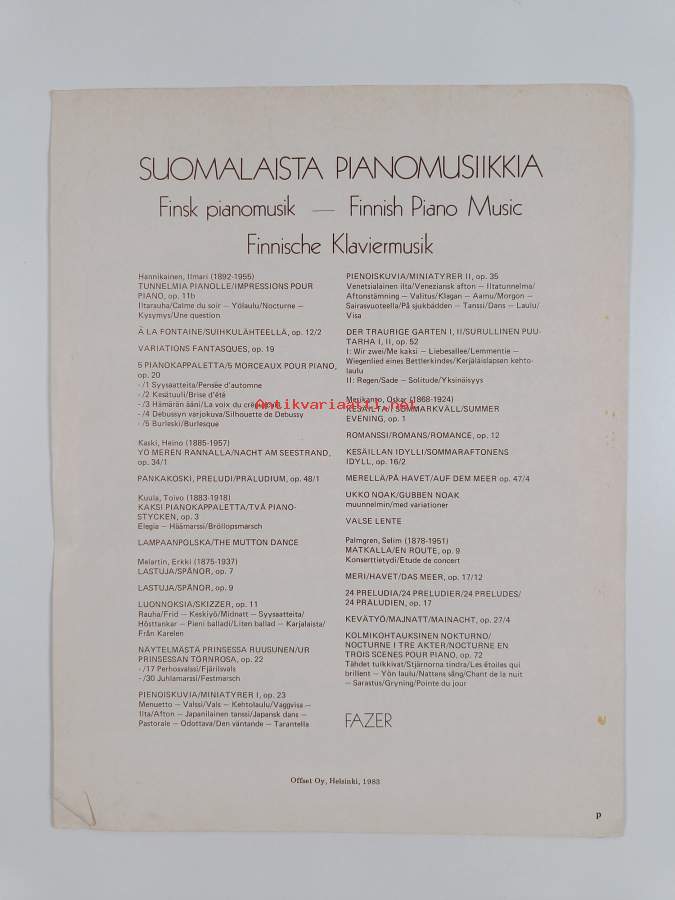 SUOMALAISTA PIANOMUSIIKKIA
Finsk pianomusik — Finnish Piano Music
Finnische Klaviermusik
Hannikainen, Ilmari (1892-1955)
TUNNELMIA PIANOLLE/IMPRESSIONS POUR
PIANO, op. 11b
Iltarauha/Calme du soir — Yölaulu/Nocturne —
Kysymys/Une question
À LA FONTAINE/SUIHKULÄHTEELLÄ, op. 12/2
VARIATIONS FANTASQUES, op. 19
5 PIANOKAPPALETTA/5 MORCEAUX POUR PIANO,
op. 20
- /1 Syysaatteita/Pensée d'automne
- /2 Kesätuuli/Brise d'été
- /3 Hämärän ääni/La voix du crépuscule
- /4 Debussyn varjokuva/Silhouette de Debussy
- /5 Burleski/Burlesque
Kaski, Heino (1885-1957)
YÖ MEREN RANNALLA/NACHT AM SEESTRAND,
op. 34/1
PANKAKOSKI, PRELUDI/PRÄLUDIUM, op. 48/1
Kuula, Toivo (1883-1918)
KAKSI PIANOKAPPALETTA/TVÅ PIANO-
STYCKEN, op. 3
Elegia — Häämarssi/Bröllopsmarsch
LAMPAANPOLSKA/THE MUTTON DANCE
Melartin, Erkki (1875-1937)
LASTUJA/SPÅNOR, op. 7
LASTUJA/SPÅNOR, op. 9
LUONNOKSIA/SKIZZER, op. 11
Rauha/Frid — Keskiyö/Midnatt — Syysaatteita/
Hösttankar — Pieni balladi/Liten ballad — Karjalaista/
Från Karelen
NÄYTELMÄSTÄ PRINSESSA RUUSUNEN/UR
PRINSESSAN TÖRNROSA, op. 22
- /17 Perhosvalssi/Fjärilsvals
- /30 Juhlamarssi/Festmarsch
PIENOISKUVIA/MINIATYRER I, op. 23
Menuetto — Valssi/Vals — Kehtolaulu/Vaggvisa —
Ilta/Afton — Japanilainen tanssi/Japansk dans —
Pastorale — Odottava/Den väntande — Tarantella
PIENOISKUVIA/MINIATYRER II, op. 35
Venetsialainen ilta/Veneziansk afton — Iltatunnelma/
Aftonstämning — Valitus/Klagan — Aamu/Morgon —
Sairasvuoteella/På sjukbädden — Tanssi/Dans — Laulu/
Visa
DER TRAURIGE GARTEN I, II/SURULLINEN PUU-
TARHA I, II, op. 52
I: Wir zwei/Me kaksi — Liebesallee/Lemmentie —
Wiegenlied eines Bettlerkindes/Kerjäläislapsen kehto-
laulu
II: Regen/Sade — Solitude/Yksinäisyys
Merikanto, Oskar (1868-1924)
KESÄILTA / SOMMARKVÄLL/SUMMER
EVENING, op. 1
ROMANSSI/ROMANS/ROMANCE, op. 12
KESÄILLAN IDYLLI/SOMMARAFTONENS
IDYLL, op. 16/2
MERELLÄ/PÅ HAVET/AUF DEM MEER op. 47/4
UKKO NOAK/GUBBEN NOAK
muunnelmin/med variationer
VALSE LENTE
Palmgren, Selim (1878-1951)
MATKALLA/EN ROUTE, op. 9
Konserttietydi/Etude de concert
MERI/HAVET/DAS MEER, op. 17/12
24 PRELUDIA/24 PRELUDIER/24 PRELUDES/
24 PRÄLUDIEN, op. 17
KEVÄTYÖ/MAJNATT/MAINACHT, op. 27/4
KOLMIKOHTAUKSINEN NOKTURNO/
NOCTURNE I TRE AKTER/NOCTURNE EN
TROIS SCENES POUR PIANO, op. 72
Tähdet tuikkivat/Stjärnorna tindra/Les étoiles qui
brillent — Yön laulu/Nattens sång/Chant de la nuit
— Sarastus/Gryning/Pointe du jour
FAZER
Offset Oy, Helsinki, 1983
p
Antikvariaatti.net